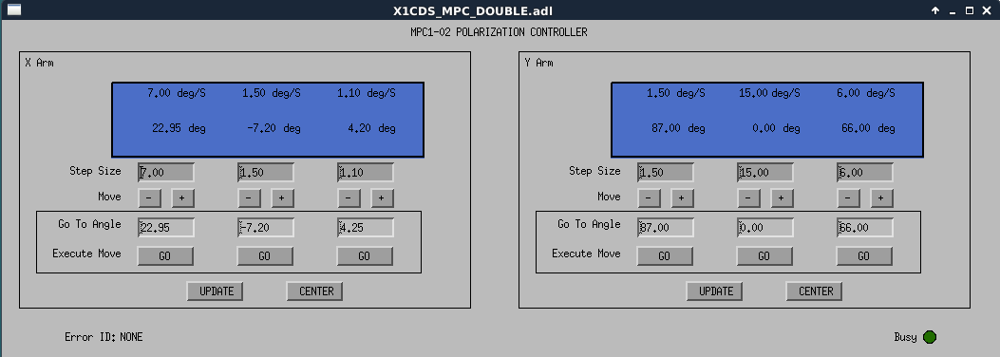 X1CDS_MPC_DOUBLE.adl
MPC1-02 POLARIZATION CONTROLLER
X Arm
7.00 deg/S 1.50 deg/S 1.10 deg/S
22.95 deg -7.20 deg 4.20 deg
Step Size 7.00 1.50 1.10
Move - + - + - +
Go To Angle 22.95 -7.20 4.25
Execute Move GO GO GO
UPDATE CENTER
Y Arm
1.50 deg/S 15.00 deg/S 6.00 deg/S
87.00 deg 0.00 deg 66.00 deg
Step Size 1.50 15.00 6.00
Move - + - + - +
Go To Angle 87.00 0.00 66.00
Execute Move GO GO GO
UPDATE CENTER
Error ID: NONE
Busy